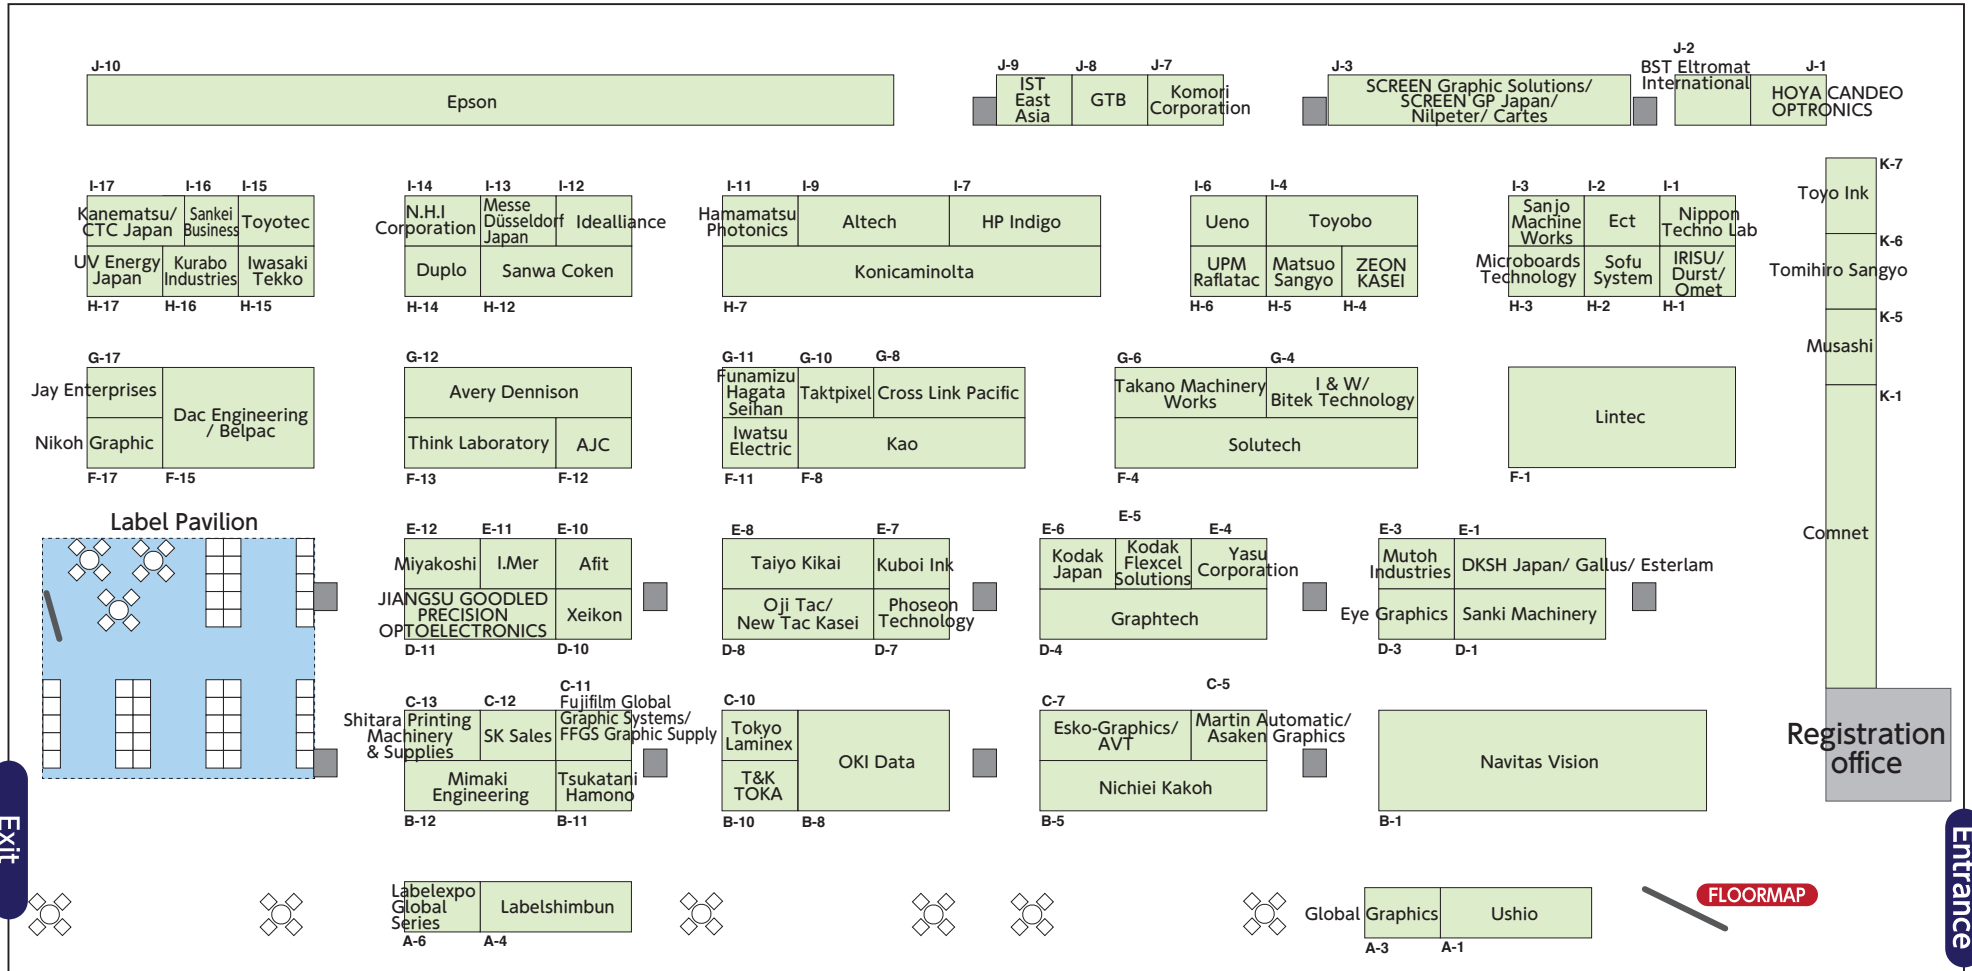 J-10
Epson
J-9
IST
East
Asia
J-8
GTB
J-7
Komori
Corporation
J-3
SCREEN Graphic Solutions/
SCREEN GP Japan/
Nilpeter/ Cartes
J-2
BST Eltromat
International
J-1
HOYA CANDEO
OPTRONICS
K-7
Toyo Ink
K-6
Tomihiro Sangyo
K-5
Musashi
K-1
Comnet
I-17
Kanematsu/
CTC Japan
I-16
Sankei
Business
I-15
Toyotec
UV Energy
Japan
H-17
Kurabo
Industries
H-16
Iwasaki
Tekko
H-15
I-14
N.H.I
Corporation
I-13
Messe
Düsseldorf
Japan
I-12
Idealliance
Duplo
H-14
Sanwa Coken
H-12
I-11
Hamamatsu
Photonics
I-9
Altech
I-7
HP Indigo
Konicaminolta
H-7
I-6
Ueno
I-4
Toyobo
UPM
Raflatac
H-6
Matsuo
Sangyo
H-5
ZEON
KASEI
H-4
I-3
Sanjo
Machine
Works
I-2
Ect
I-1
Nippon
Techno Lab
Microboards
Technology
H-3
Sofu
System
H-2
IRISU/
Durst/
Omet
H-1
G-17
Jay Enterprises
Dac Engineering
/ Belpac
Nikoh Graphic
F-17
F-15
G-12
Avery Dennison
Think Laboratory
F-13
AJC
F-12
G-11
Funamizu
Hagata
Seihan
G-10
Taktpixel
G-8
Cross Link Pacific
Iwatsu
Electric
F-11
Kao
F-8
G-6
Takano Machinery
Works
G-4
I & W/
Bitek Technology
Solutech
F-4
Lintec
F-1
Label Pavilion
E-12
Miyakoshi
E-11
I.Mer
E-10
Afit
JIANGSU GOODLED
PRECISION
OPTOELECTRONICS
D-11
Xeikon
D-10
E-8
Taiyo Kikai
E-7
Kuboi Ink
Oji Tac/
New Tac Kasei
D-8
Phoseon
Technology
D-7
E-6
Kodak
Japan
E-5
Kodak
Flexcel
Solutions
E-4
Yasu
Corporation
Graphtech
D-4
E-3
Mutoh
Industries
E-1
DKSH Japan/ Gallus/ Esterlam
Eye Graphics
D-3
Sanki Machinery
D-1
C-13
Shitara Printing
Machinery
& Supplies
C-12
SK Sales
C-11
Fujifilm Global
Graphic Systems/
FFGS Graphic Supply
Mimaki
Engineering
B-12
Tsukatani
Hamono
B-11
C-10
Tokyo
Laminex
T&K
TOKA
B-10
OKI Data
B-8
C-7
Esko-Graphics/
AVT
C-5
Martin Automatic/
Asaken Graphics
Nichiei Kakoh
B-5
Navitas Vision
B-1
Registration
office
Exit
Entrance
Labelexpo
Global
Series
A-6
Labelshimbun
A-4
Global Graphics
A-3
Ushio
A-1
FLOORMAP